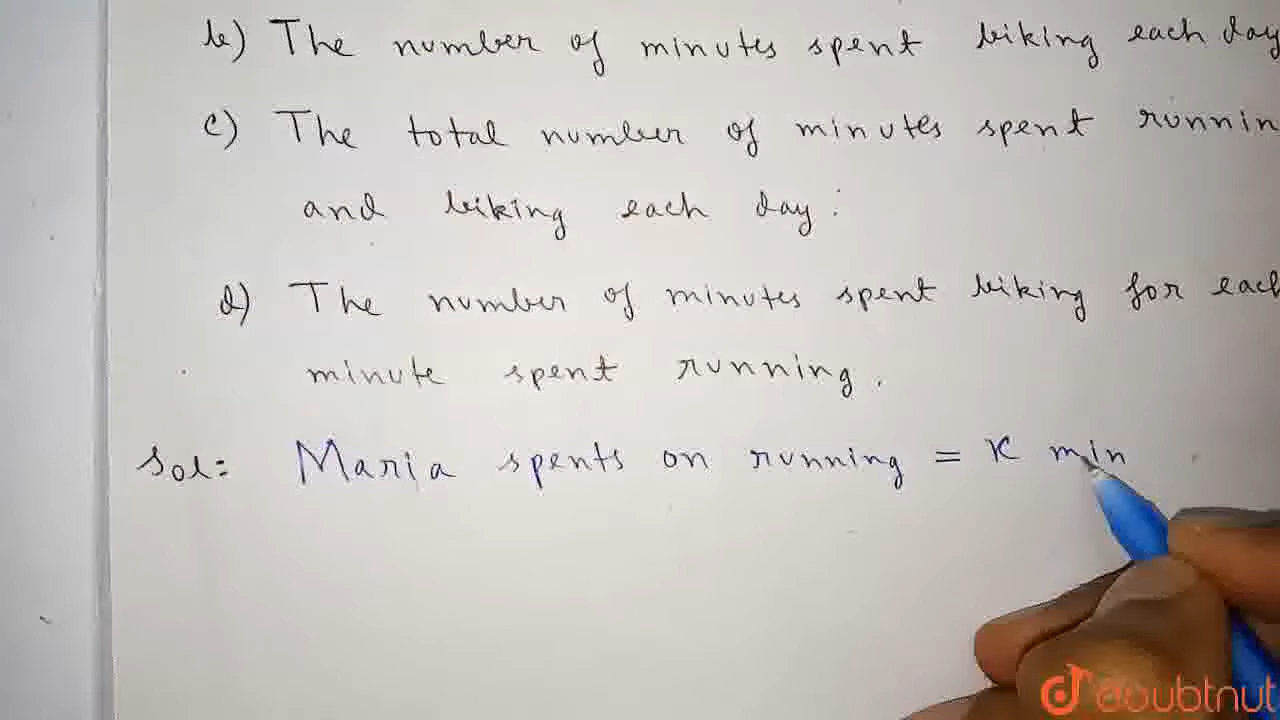 b) The number of minutes spent biking each day
c) The total number of minutes spent runnin
and biking each day:
d) The number of minutes spent biking for each
minute spent running.
Sol= Maria spents on running = x min
doubtnut